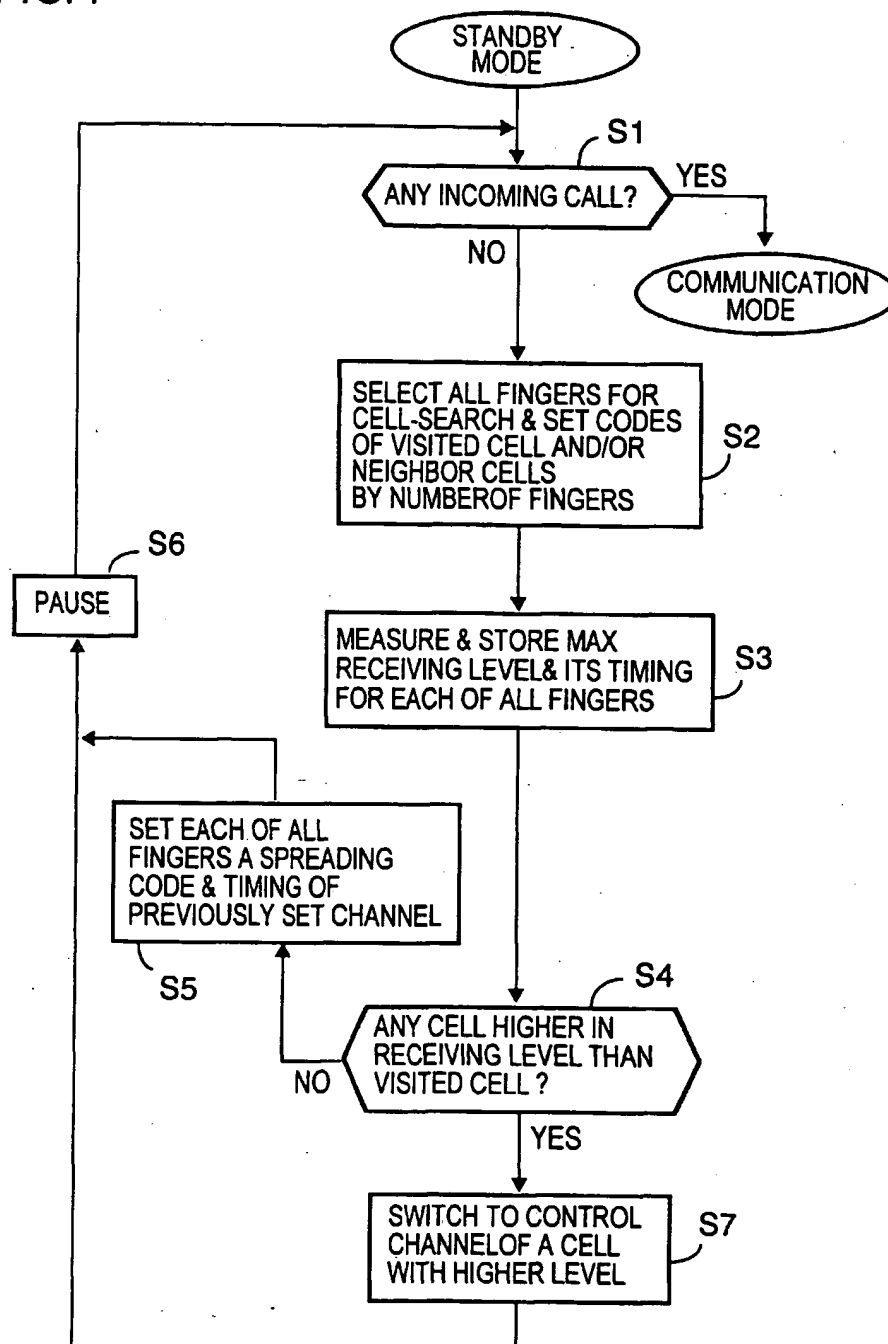 STANDBY
MODE
S1
ANY INCOMING CALL?
YES
NO
COMMUNICATION
MODE
SELECT ALL FINGERS FOR
CELL-SEARCH & SET CODES
OF VISITED CELL AND/OR
NEIGHBOR CELLS
BY NUMBEROF FINGERS
S2
S6
PAUSE
MEASURE & STORE MAX
RECEIVING LEVEL& ITS TIMING
FOR EACH OF ALL FINGERS
S3
SET EACH OF ALL
FINGERS A SPREADING
CODE & TIMING OF
PREVIOUSLY SET CHANNEL
S5
S4
ANY CELL HIGHER IN
RECEIVING LEVEL THAN
VISITED CELL ?
NO
YES
SWITCH TO CONTROL
CHANNELOF A CELL
WITH HIGHER LEVEL
S7